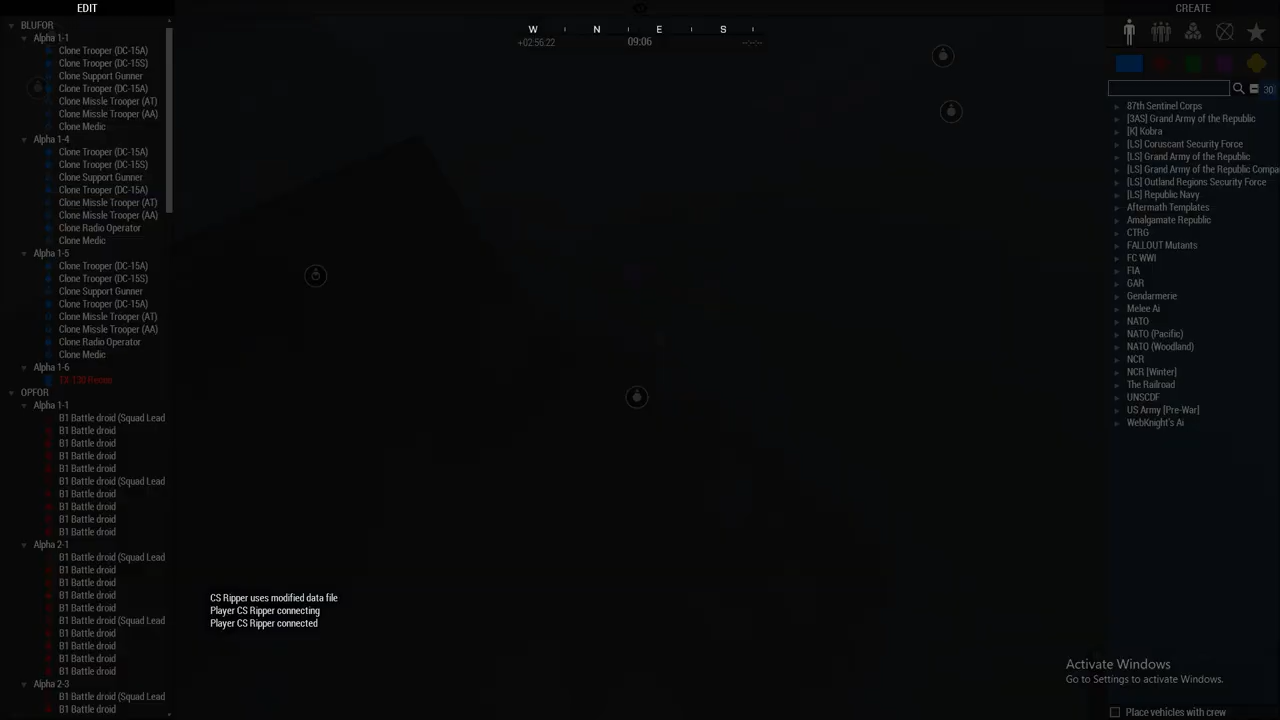 EDIT
BLUFOR
Alpha 1-1
Clone Trooper (DC-15A)
Clone Trooper (DC-15S)
Clone Support Gunner
Clone Trooper (DC-15A)
Clone Missle Trooper (AT)
Clone Missle Trooper (AA)
Clone Medic
Alpha 1-4
Clone Trooper (DC-15A)
Clone Trooper (DC-15S)
Clone Support Gunner
Clone Trooper (DC-15A)
Clone Missle Trooper (AT)
Clone Missle Trooper (AA)
Clone Radio Operator
Clone Medic
Alpha 1-5
Clone Trooper (DC-15A)
Clone Trooper (DC-15S)
Clone Support Gunner
Clone Trooper (DC-15A)
Clone Missle Trooper (AT)
Clone Missle Trooper (AA)
Clone Radio Operator
Clone Medic
Alpha 1-6
TX-130 Recon
OPFOR
Alpha 1-1
B1 Battle droid (Squad Lead
B1 Battle droid
B1 Battle droid
B1 Battle droid
B1 Battle droid
B1 Battle droid (Squad Lead
B1 Battle droid
B1 Battle droid
B1 Battle droid
B1 Battle droid
Alpha 2-1
B1 Battle droid (Squad Lead
B1 Battle droid
B1 Battle droid
B1 Battle droid
B1 Battle droid
B1 Battle droid (Squad Lead
B1 Battle droid
B1 Battle droid
B1 Battle droid
B1 Battle droid
Alpha 2-3
B1 Battle droid (Squad Lead
B1 Battle droid
W N E S
+02:56.22 09:06 --:--:--
CS Ripper uses modified data file
Player CS Ripper connecting
Player CS Ripper connected
CREATE
30
87th Sentinel Corps
[3AS] Grand Army of the Republic
[K] Kobra
[LS] Coruscant Security Force
[LS] Grand Army of the Republic
[LS] Grand Army of the Republic Compa
[LS] Outland Regions Security Force
[LS] Republic Navy
Aftermath Templates
Amalgamate Republic
CTRG
FALLOUT Mutants
FC WWI
FIA
GAR
Gendarmerie
Melee Ai
NATO
NATO (Pacific)
NATO (Woodland)
NCR
NCR [Winter]
The Railroad
UNSCDF
US Army [Pre-War]
WebKnight's Ai
Activate Windows
Go to Settings to activate Windows.
Place vehicles with crew